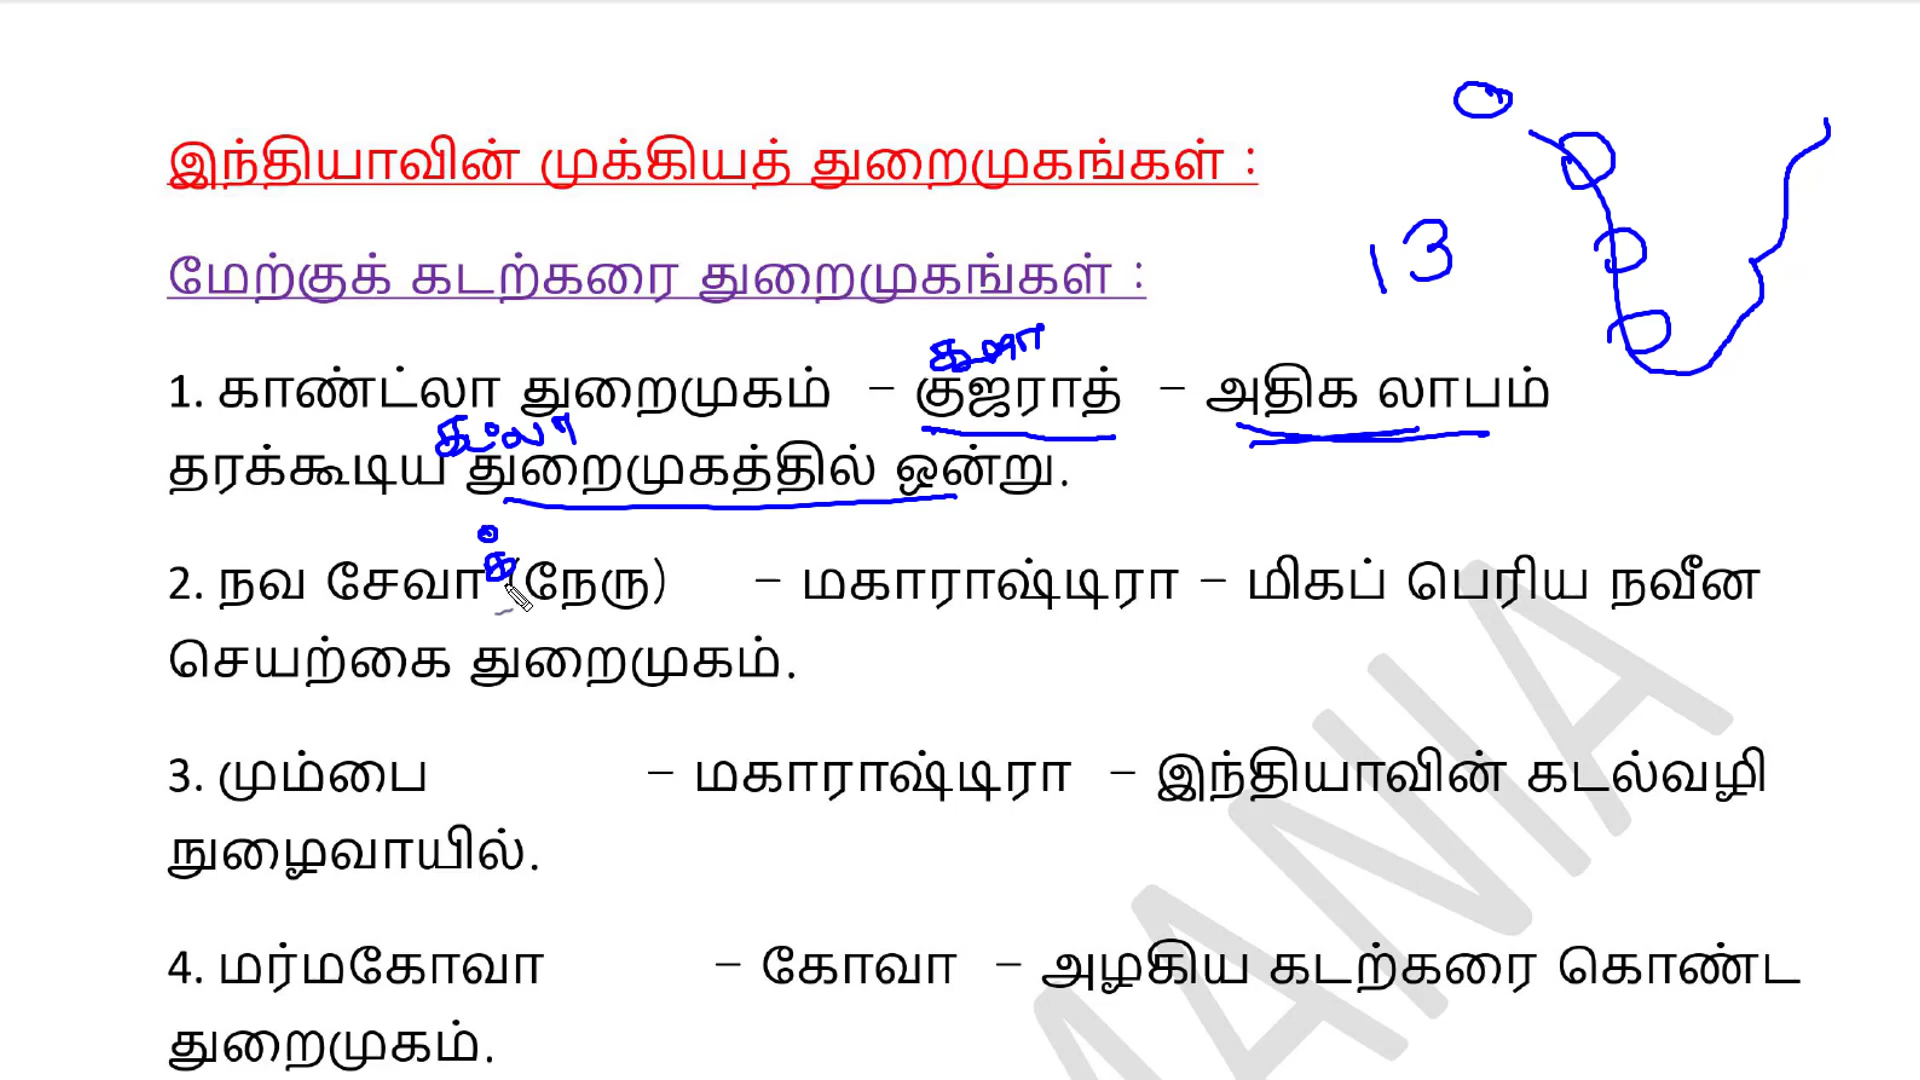 இந்தியாவின் முக்கியத் துறைமுகங்கள் :
மேற்குக் கடற்கரை துறைமுகங்கள் :
13
1. காண்ட்லா துறைமுகம் – குஜராத் – அதிக லாபம்
தரக்கூடிய துறைமுகத்தில் ஒன்று.
2. நவ சேவா (நேரு) – மகாராஷ்டிரா – மிகப் பெரிய நவீன
செயற்கை துறைமுகம்.
3. மும்பை – மகாராஷ்டிரா – இந்தியாவின் கடல்வழி
நுழைவாயில்.
4. மர்மகோவா – கோவா – அழகிய கடற்கரை கொண்ட
துறைமுகம்.
MANIA